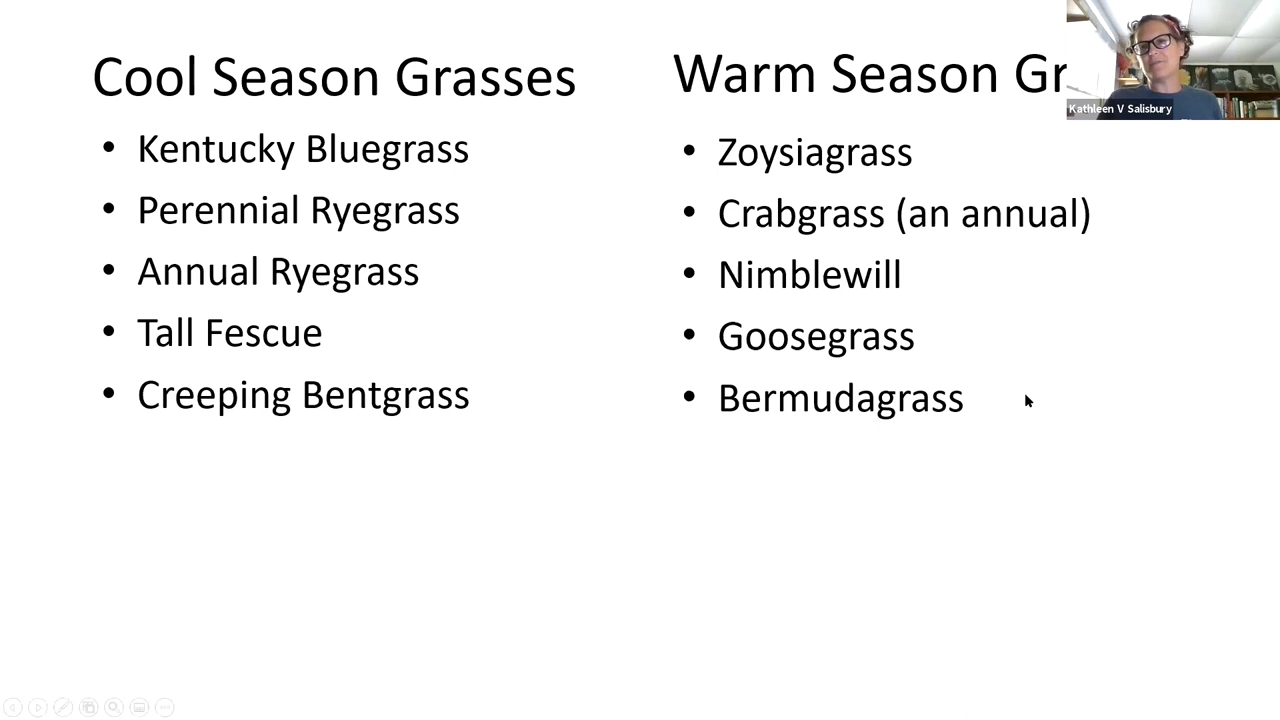 Cool Season Grasses
• Kentucky Bluegrass
• Perennial Ryegrass
• Annual Ryegrass
• Tall Fescue
• Creeping Bentgrass
Warm Season Gr
• Zoysiagrass
• Crabgrass (an annual)
• Nimblewill
• Goosegrass
• Bermudagrass
Kathleen V Salisbury